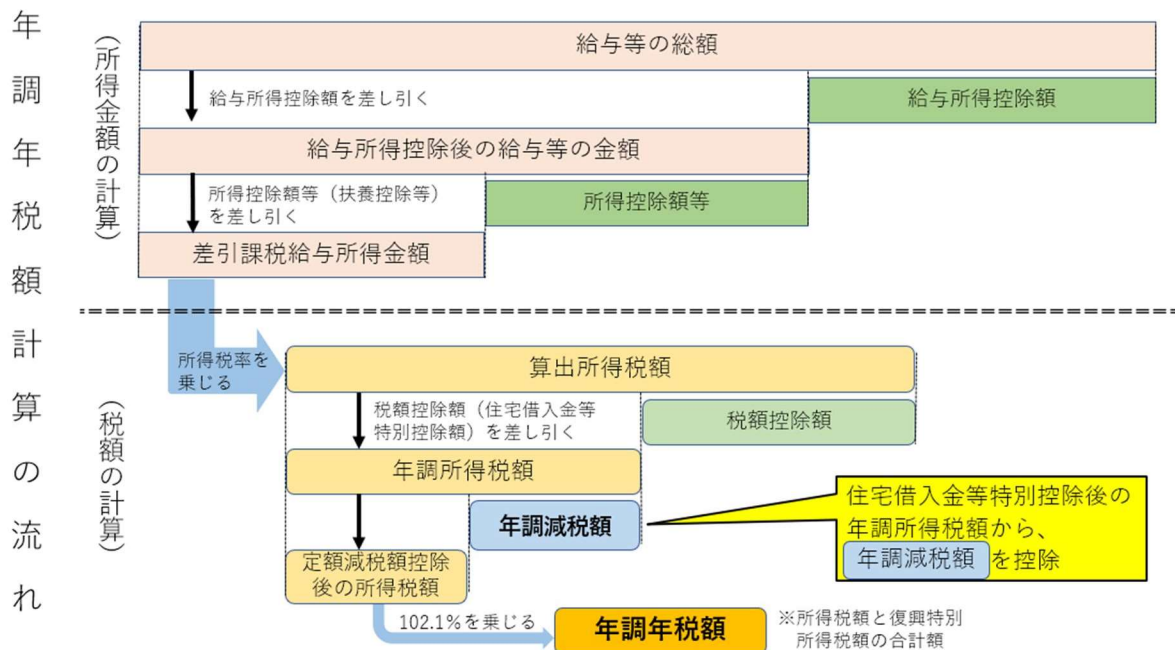 年調年税額計算の流れ
(所得金額の計算)
給与等の総額
給与所得控除額を差し引く
給与所得控除額
給与所得控除後の給与等の金額
所得控除額等（扶養控除等）
を差し引く
所得控除額等
差引課税給与所得金額
(税額の計算)
所得税率を
乗じる
算出所得税額
税額控除額（住宅借入金等
特別控除額）を差し引く
税額控除額
年調所得税額
年調減税額
住宅借入金等特別控除後の
年調所得税額から、
年調減税額 を控除
定額減税額控除
後の所得税額
102.1%を乗じる
年調年税額
※所得税額と復興特別
所得税額の合計額